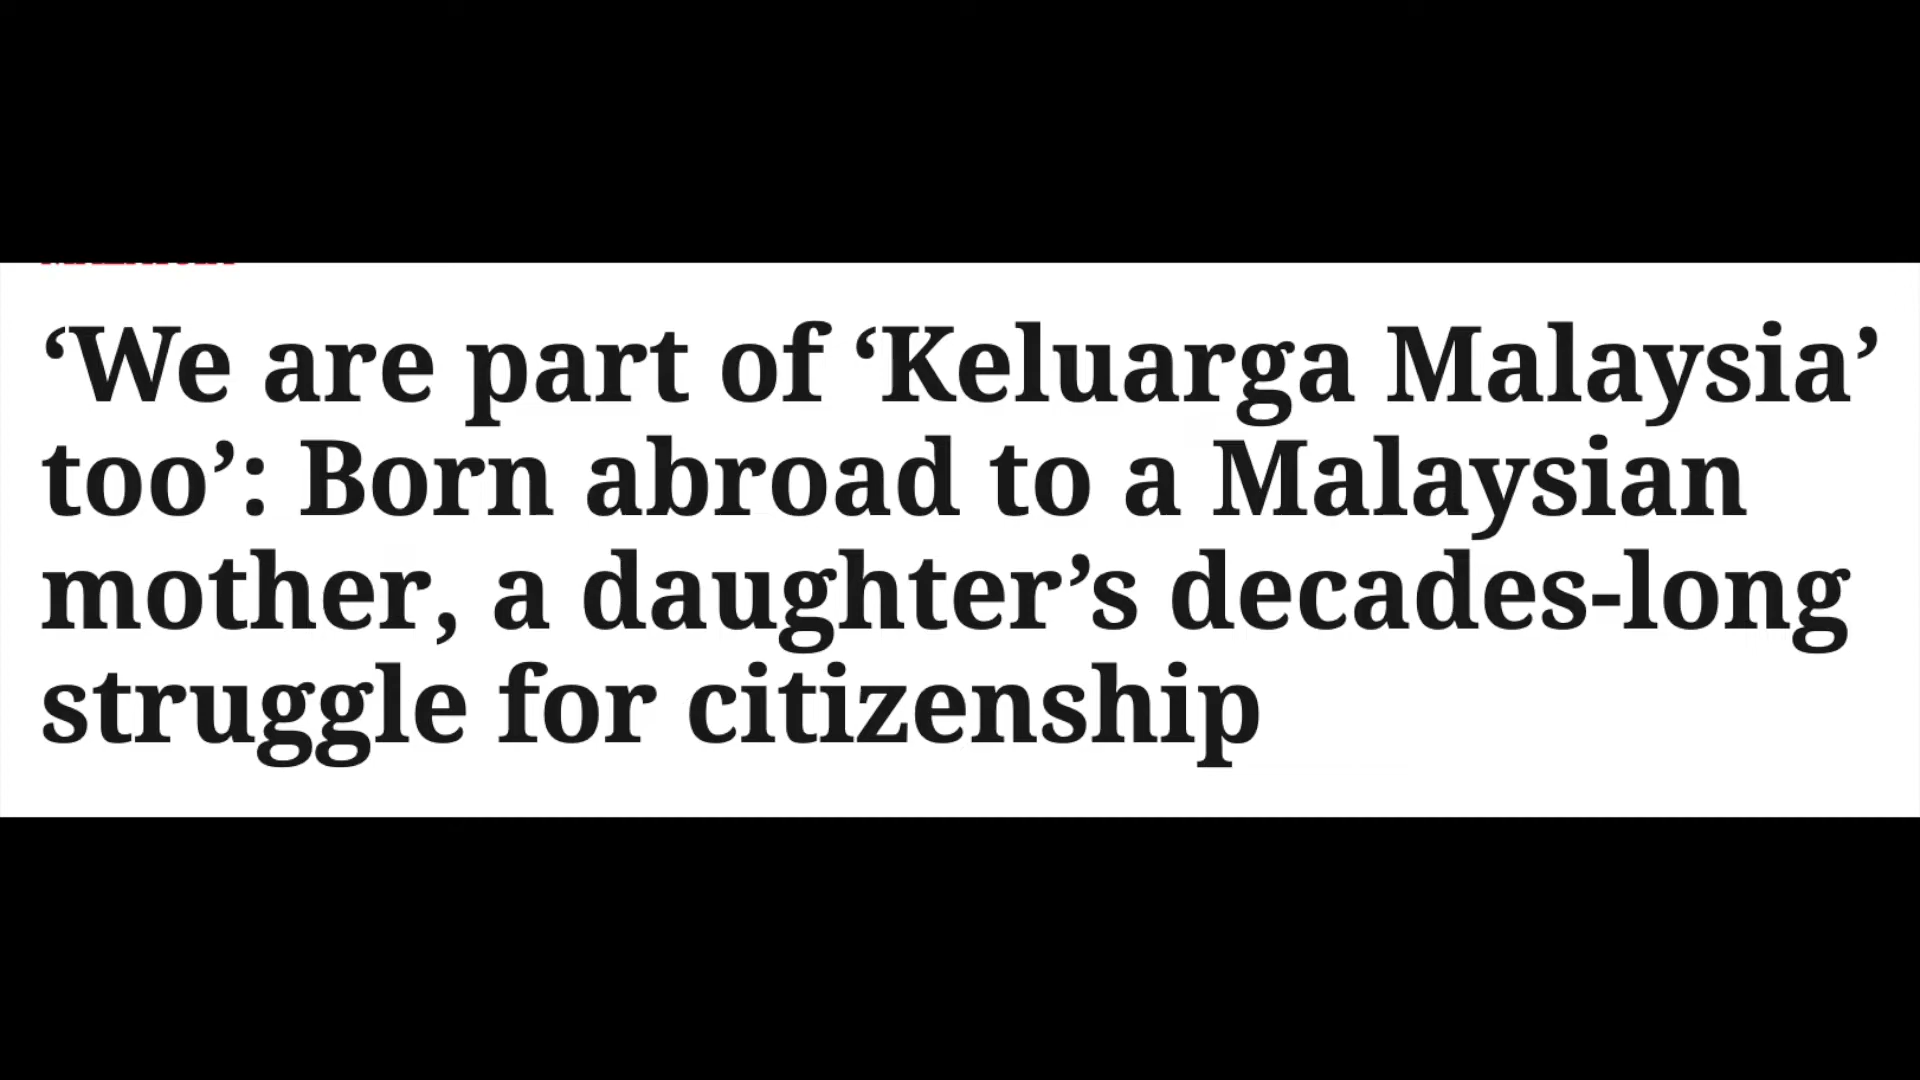 ‘We are part of ‘Keluarga Malaysia’
too’: Born abroad to a Malaysian
mother, a daughter’s decades-long
struggle for citizenship